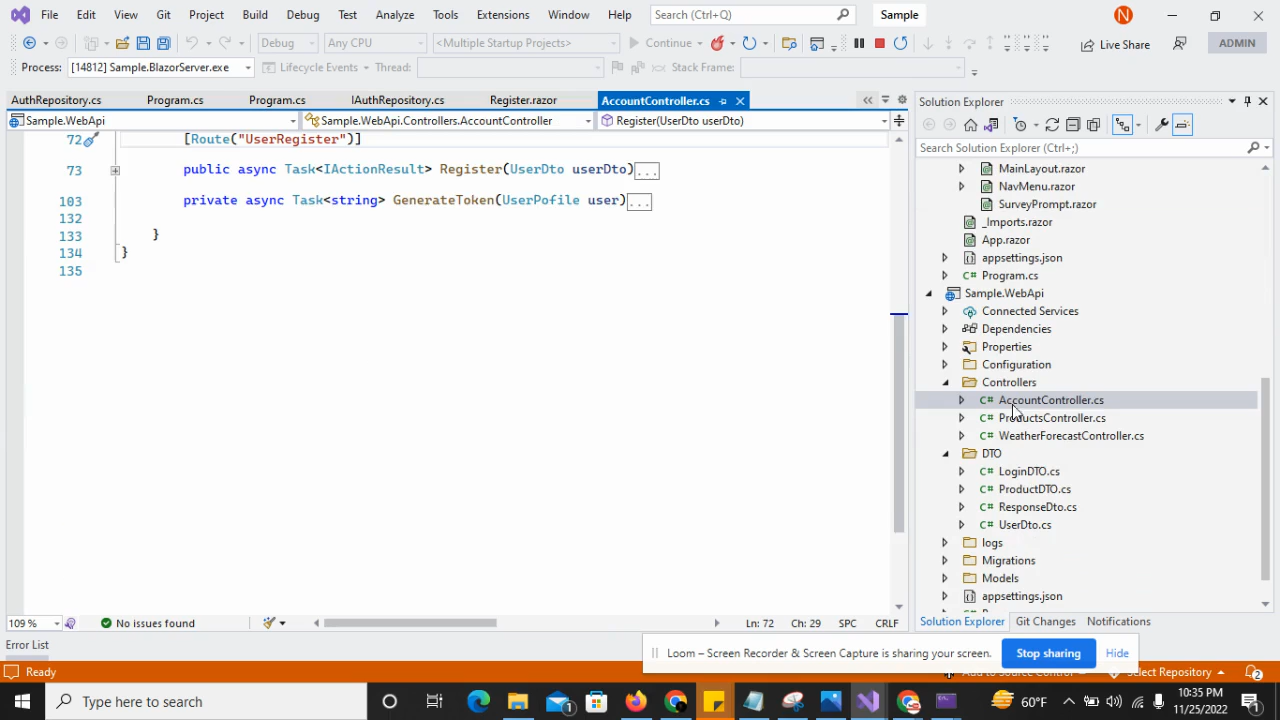 File Edit View Git Project Build Debug Test Analyze Tools Extensions Window Help Search (Ctrl+Q) Sample N
Debug Any CPU <Multiple Startup Projects> Continue Live Share ADMIN
Process: [14812] Sample.BlazorServer.exe Lifecycle Events Thread: Stack Frame:
AuthRepository.cs Program.cs Program.cs IAuthRepository.cs Register.razor AccountController.cs
Sample.WebApi Sample.WebApi.Controllers.AccountController Register(UserDto userDto)
72 [Route("UserRegister")]
73 public async Task<IActionResult> Register(UserDto userDto)...
103 private async Task<string> GenerateToken(UserPofile user)...
132
133 }
134 }
135
109 % No issues found Ln: 72 Ch: 29 SPC CRLF
Error List
Solution Explorer
Search Solution Explorer (Ctrl+;)
MainLayout.razor
NavMenu.razor
SurveyPrompt.razor
_Imports.razor
App.razor
appsettings.json
C# Program.cs
Sample.WebApi
Connected Services
Dependencies
Properties
Configuration
Controllers
C# AccountController.cs
C# ProductsController.cs
C# WeatherForecastController.cs
DTO
C# LoginDTO.cs
C# ProductDTO.cs
C# ResponseDto.cs
C# UserDto.cs
logs
Migrations
Models
appsettings.json
Solution Explorer Git Changes Notifications
Loom – Screen Recorder & Screen Capture is sharing your screen. Stop sharing Hide
Ready Add to Source Control Select Repository 2
Type here to search 1 60°F 10:35 PM
11/25/2022 1